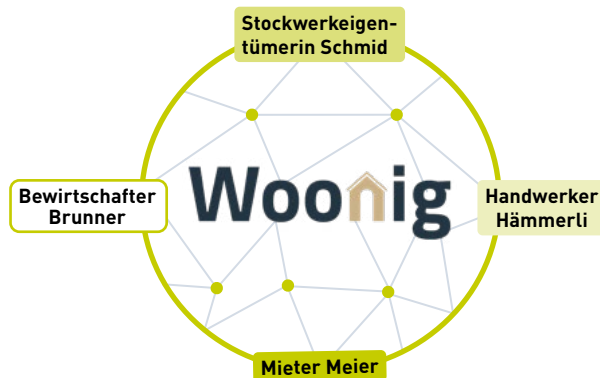 Stockwerkeigen-
tümerin Schmid
Bewirtschafter
Brunner
Woonig
Handwerker
Hämmerli
Mieter Meier